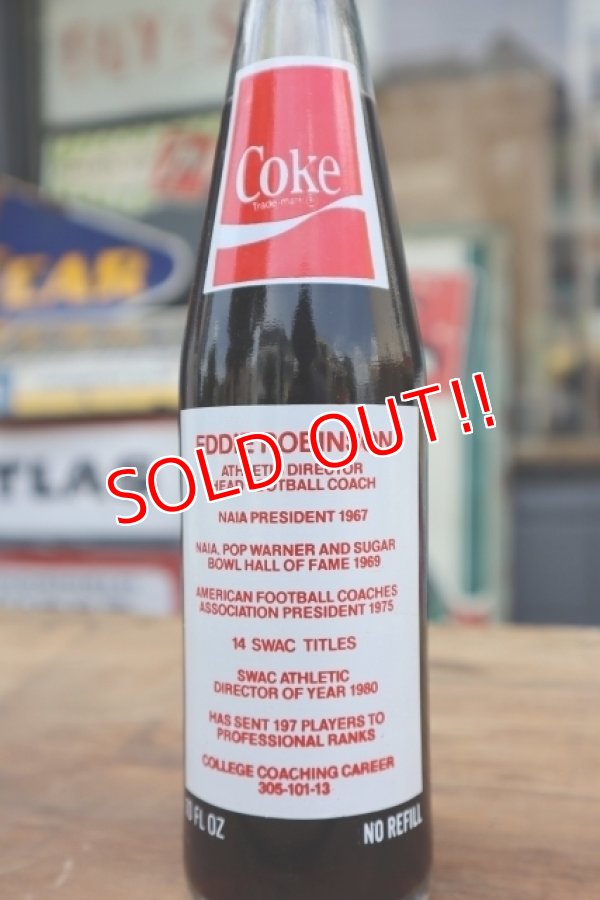 Coke
Trade-mark ®
EDDIE ROBINSON
ATHLETIC DIRECTOR
HEAD FOOTBALL COACH
NAIA PRESIDENT 1967
NAIA, POP WARNER AND SUGAR
BOWL HALL OF FAME 1969
AMERICAN FOOTBALL COACHES
ASSOCIATION PRESIDENT 1975
14 SWAC TITLES
SWAC ATHLETIC
DIRECTOR OF YEAR 1980
HAS SENT 197 PLAYERS TO
PROFESSIONAL RANKS
COLLEGE COACHING CAREER
305-101-13
10 FL OZ
NO REFILL
SOLD OUT!!
EAR
TLAS